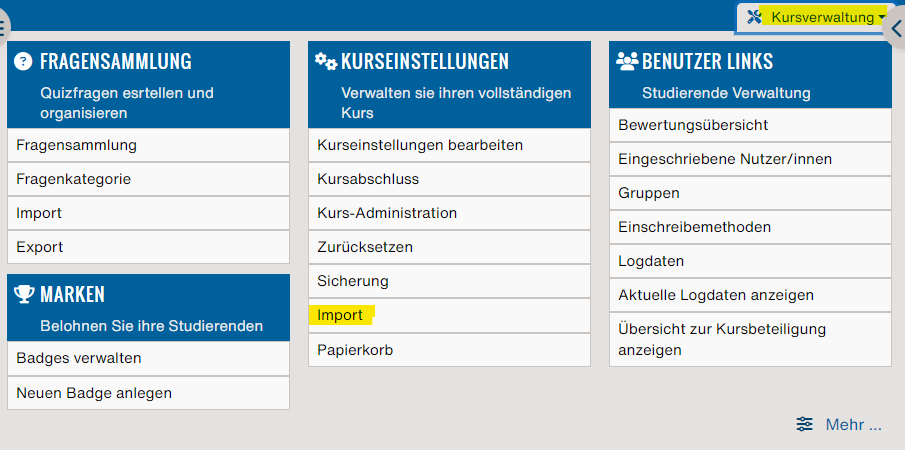 Kursverwaltung
FRAGENSAMMLUNG
Quizfragen esrtellen und
organisieren
Fragensammlung
Fragenkategorie
Import
Export
MARKEN
Belohnen Sie ihre Studierenden
Badges verwalten
Neuen Badge anlegen
KURSEINSTELLUNGEN
Verwalten sie ihren vollständigen
Kurs
Kurseinstellungen bearbeiten
Kursabschluss
Kurs-Administration
Zurücksetzen
Sicherung
Import
Papierkorb
BENUTZER LINKS
Studierende Verwaltung
Bewertungsübersicht
Eingeschriebene Nutzer/innen
Gruppen
Einschreibemethoden
Logdaten
Aktuelle Logdaten anzeigen
Übersicht zur Kursbeteiligung
anzeigen
Mehr ...